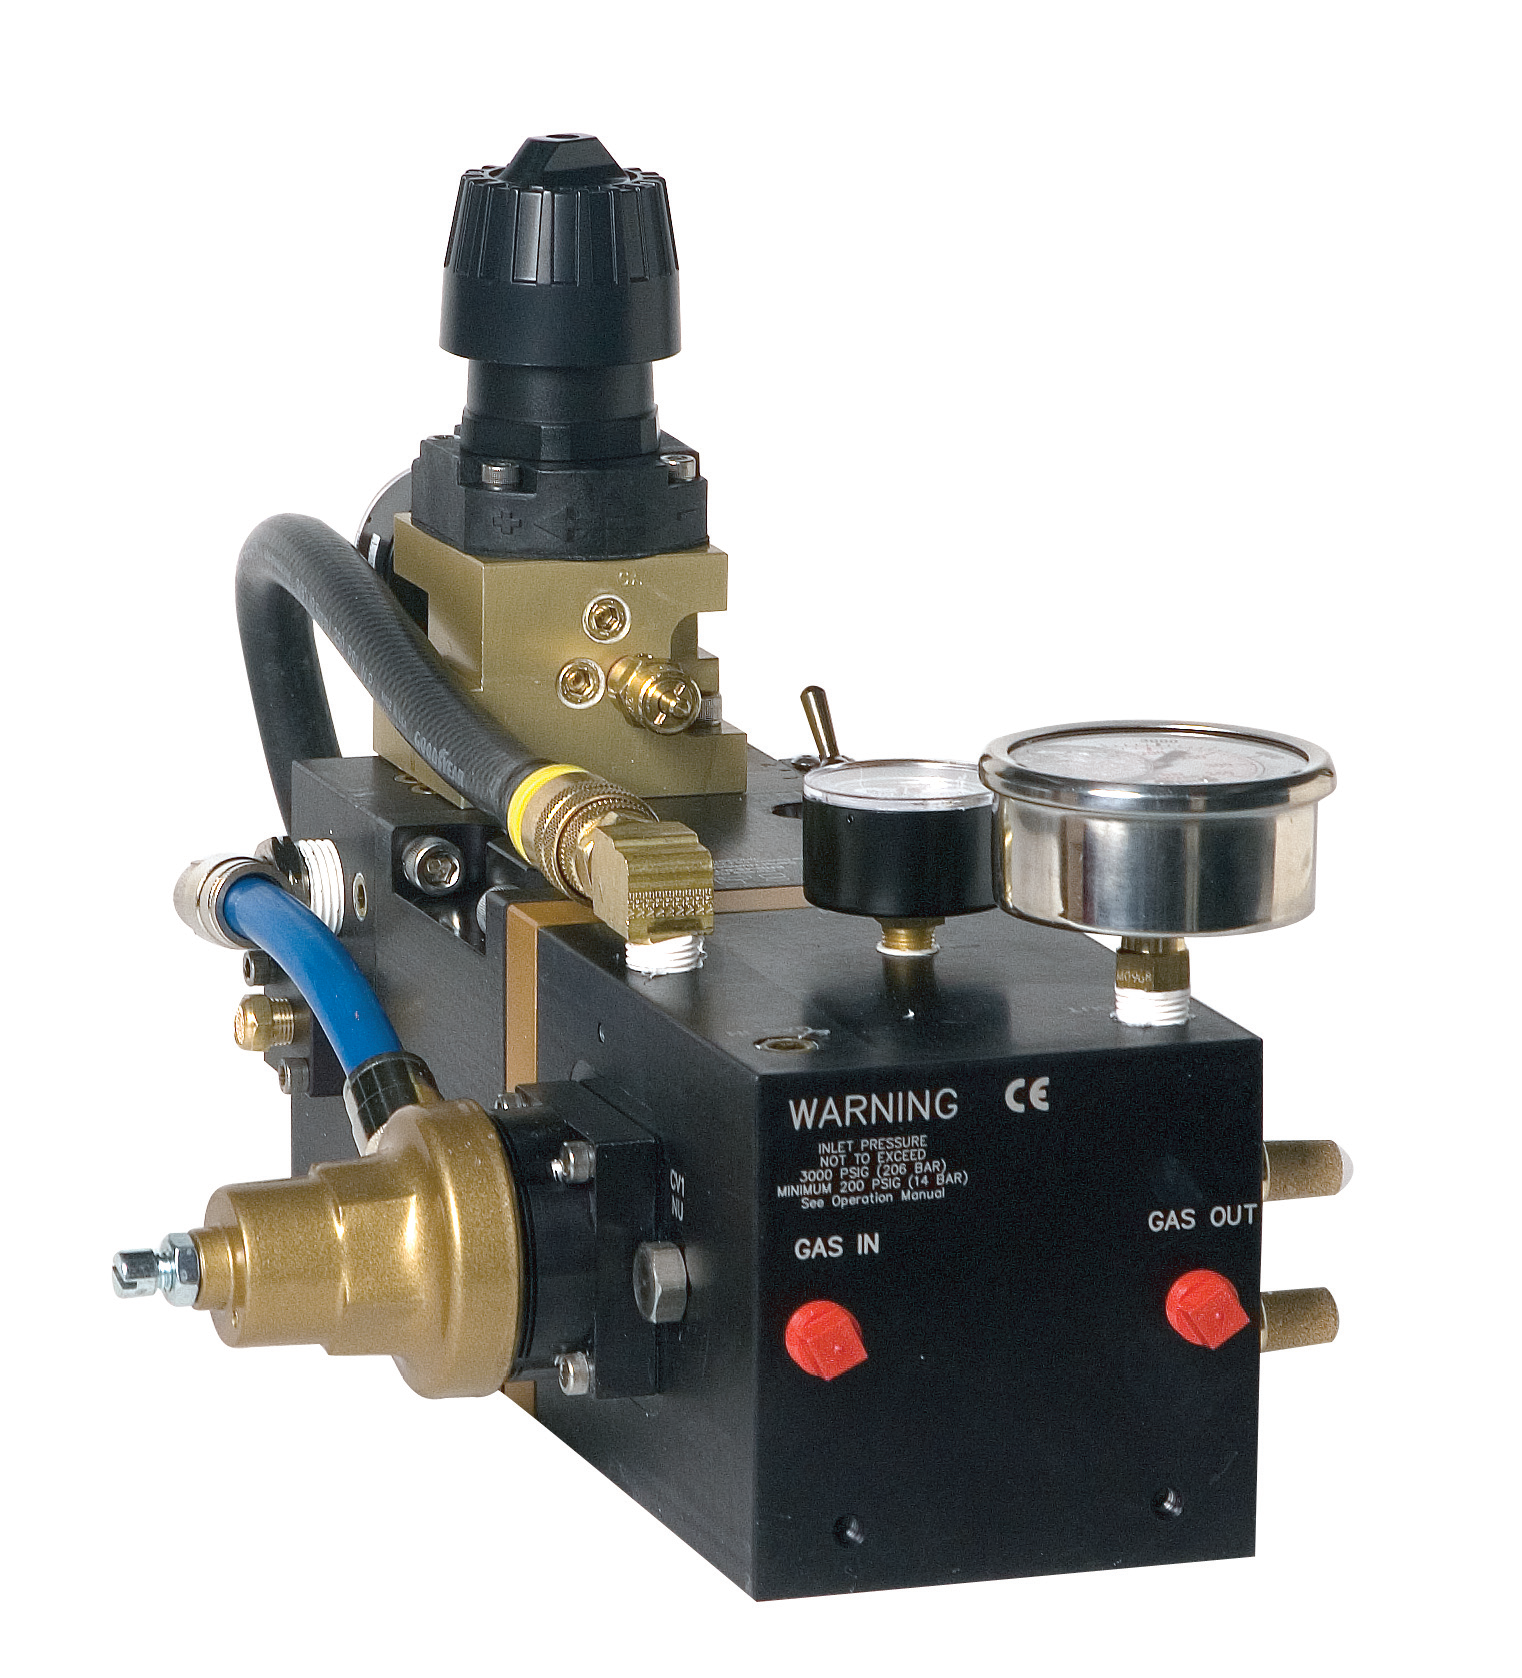 GOODYEAR
WARNING
CE
INLET PRESSURE
NOT TO EXCEED
3000 PSIG (206 BAR)
MINIMUM 200 PSIG (14 BAR)
See Operation Manual
CV1
NU
GAS IN
GAS OUT